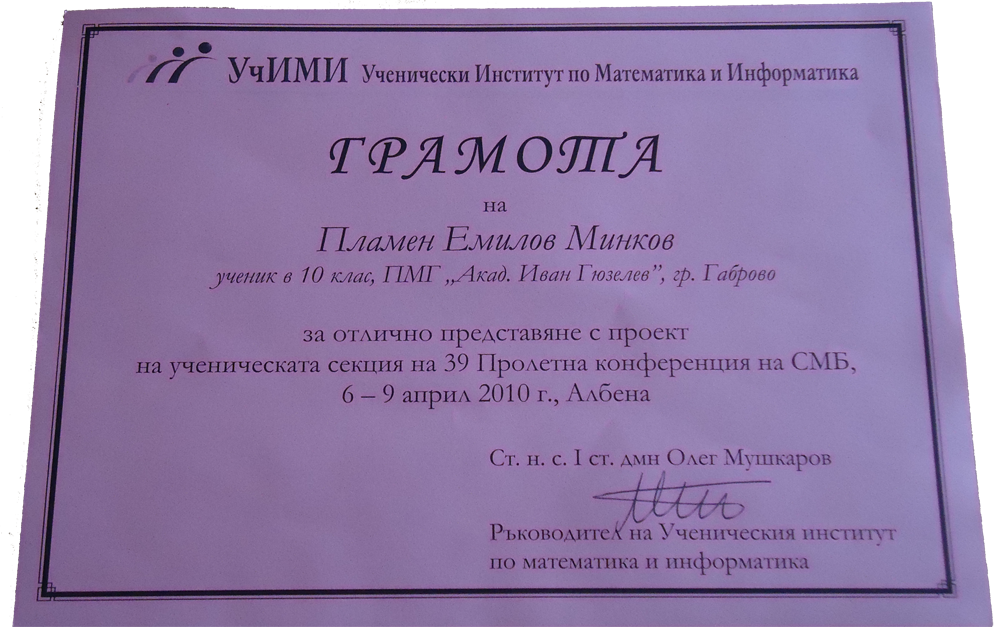 УчИМИ Ученически Институт по Математика и Информатика
ГРАМОТА
на
Пламен Емилов Минков
ученик в 10 клас, ПМГ „Акад. Иван Гюзелев”, гр. Габрово
за отлично представяне с проект
на ученическата секция на 39 Пролетна конференция на СМБ,
6 – 9 април 2010 г., Албена
Ст. н. с. I ст. дмн Олег Мушкаров
Ръководител на Ученическия институт
по математика и информатика